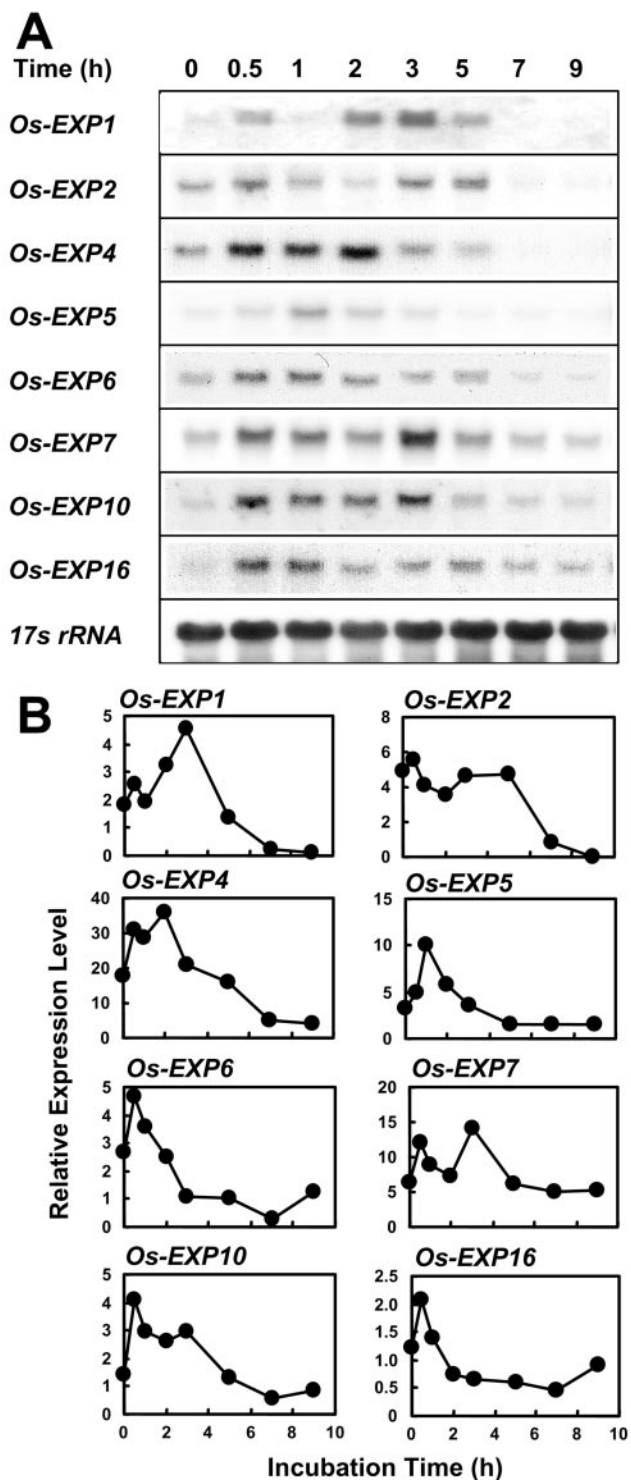 A
Time (h) 0 0.5 1 2 3 5 7 9
Os-EXP1
Os-EXP2
Os-EXP4
Os-EXP5
Os-EXP6
Os-EXP7
Os-EXP10
Os-EXP16
17s rRNA
B
Relative Expression Level
Os-EXP1
5
4
3
2
1
0
Os-EXP2
8
6
4
2
0
Os-EXP4
40
30
20
10
0
Os-EXP5
15
10
5
0
Os-EXP6
5
4
3
2
1
0
Os-EXP7
20
15
10
5
0
Os-EXP10
5
4
3
2
1
0
0 2 4 6 8 10
Os-EXP16
2.5
2.0
1.5
1.0
0.5
0
0 2 4 6 8 10
Incubation Time (h)